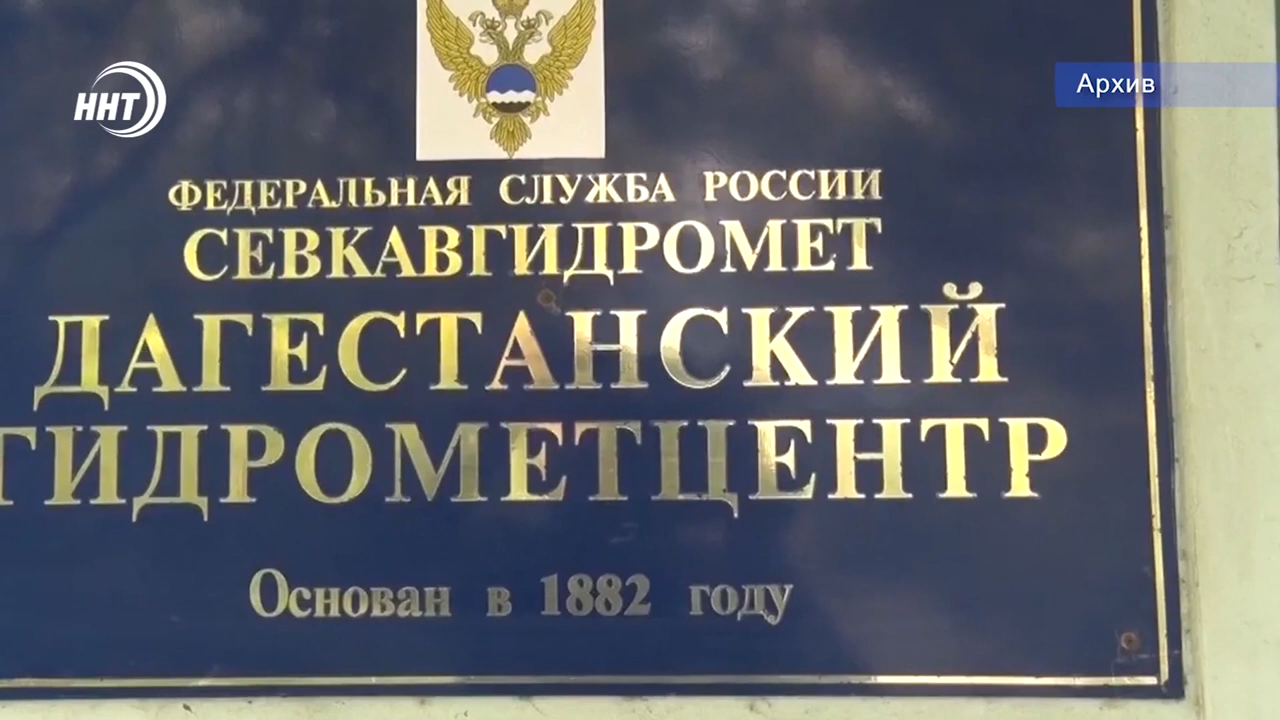 ННТ
Архив
ФЕДЕРАЛЬНАЯ СЛУЖБА РОССИИ
СЕВКАВГИДРОМЕТ
ДАГЕСТАНСКИЙ
ГИДРОМЕТЦЕНТР
Основан в 1882 году